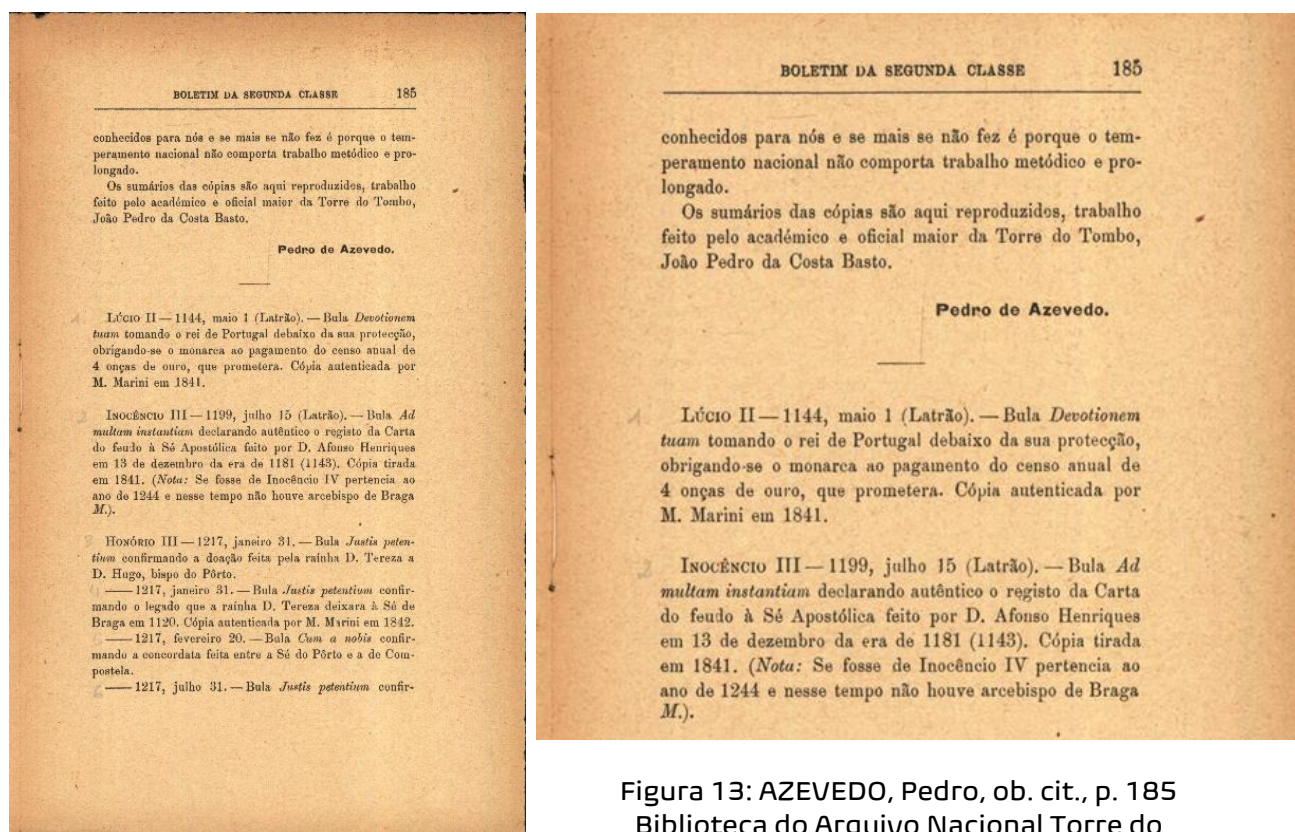 BOLETIM DA SEGUNDA CLASSE 185
conhecidos para nós e se mais se não fez é porque o tem-
peramento nacional não comporta trabalho metódico e pro-
longado.
Os sumários das cópias são aqui reproduzidos, trabalho
feito pelo académico e oficial maior da Torre do Tombo,
João Pedro da Costa Basto.
Pedro de Azevedo.
1 LÚCIO II — 1144, maio 1 (Latrão). — Bula Devotionem
tuam tomando o rei de Portugal debaixo da sua protecção,
obrigando-se o monarca ao pagamento do censo anual de
4 onças de ouro, que prometera. Cópia autenticada por
M. Marini em 1841.
2 INOCÊNCIO III — 1199, julho 15 (Latrão). — Bula Ad
multam instantiam declarando autêntico o registo da Carta
do feudo à Sé Apostólica feito por D. Afonso Henriques
em 13 de dezembro da era de 1181 (1143). Cópia tirada
em 1841. (Nota: Se fosse de Inocêncio IV pertencia ao
ano de 1244 e nesse tempo não houve arcebispo de Braga
M.).
3 HONÓRIO III — 1217, janeiro 31. — Bula Justis peten-
tium confirmando a doação feita pela raínha D. Tereza a
D. Hugo, bispo do Pôrto.
4 —— 1217, janeiro 31. — Bula Justis petentium confir-
mando o legado que a raínha D. Tereza deixara à Sé de
Braga em 1120. Cópia autenticada por M. Marini em 1842.
5 —— 1217, fevereiro 20. — Bula Cum a nobis confir-
mando a concordata feita entre a Sé do Pôrto e a de Com-
postela.
6 —— 1217, julho 31. — Bula Justis petentium confir-
BOLETIM DA SEGUNDA CLASSE 185
conhecidos para nós e se mais se não fez é porque o tem-
peramento nacional não comporta trabalho metódico e pro-
longado.
Os sumários das cópias são aqui reproduzidos, trabalho
feito pelo académico e oficial maior da Torre do Tombo,
João Pedro da Costa Basto.
Pedro de Azevedo.
1 LÚCIO II — 1144, maio 1 (Latrão). — Bula Devotionem
tuam tomando o rei de Portugal debaixo da sua protecção,
obrigando-se o monarca ao pagamento do censo anual de
4 onças de ouro, que prometera. Cópia autenticada por
M. Marini em 1841.
2 INOCÊNCIO III — 1199, julho 15 (Latrão). — Bula Ad
multam instantiam declarando autêntico o registo da Carta
do feudo à Sé Apostólica feito por D. Afonso Henriques
em 13 de dezembro da era de 1181 (1143). Cópia tirada
em 1841. (Nota: Se fosse de Inocêncio IV pertencia ao
ano de 1244 e nesse tempo não houve arcebispo de Braga
M.).
Figura 13: AZEVEDO, Pedro, ob. cit., p. 185
Biblioteca do Arquivo Nacional Torre do